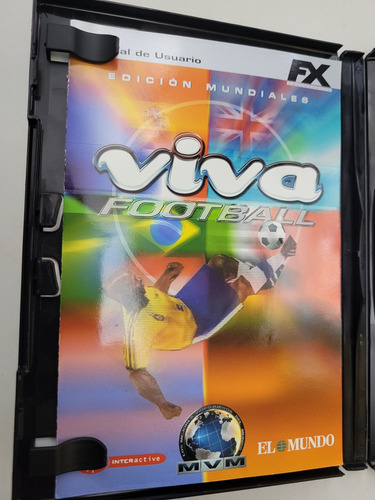 al de Usuario
FX
EDICIÓN MUNDIALES
viva
FOOTBALL
INTERactive
MVM
EL MUNDO